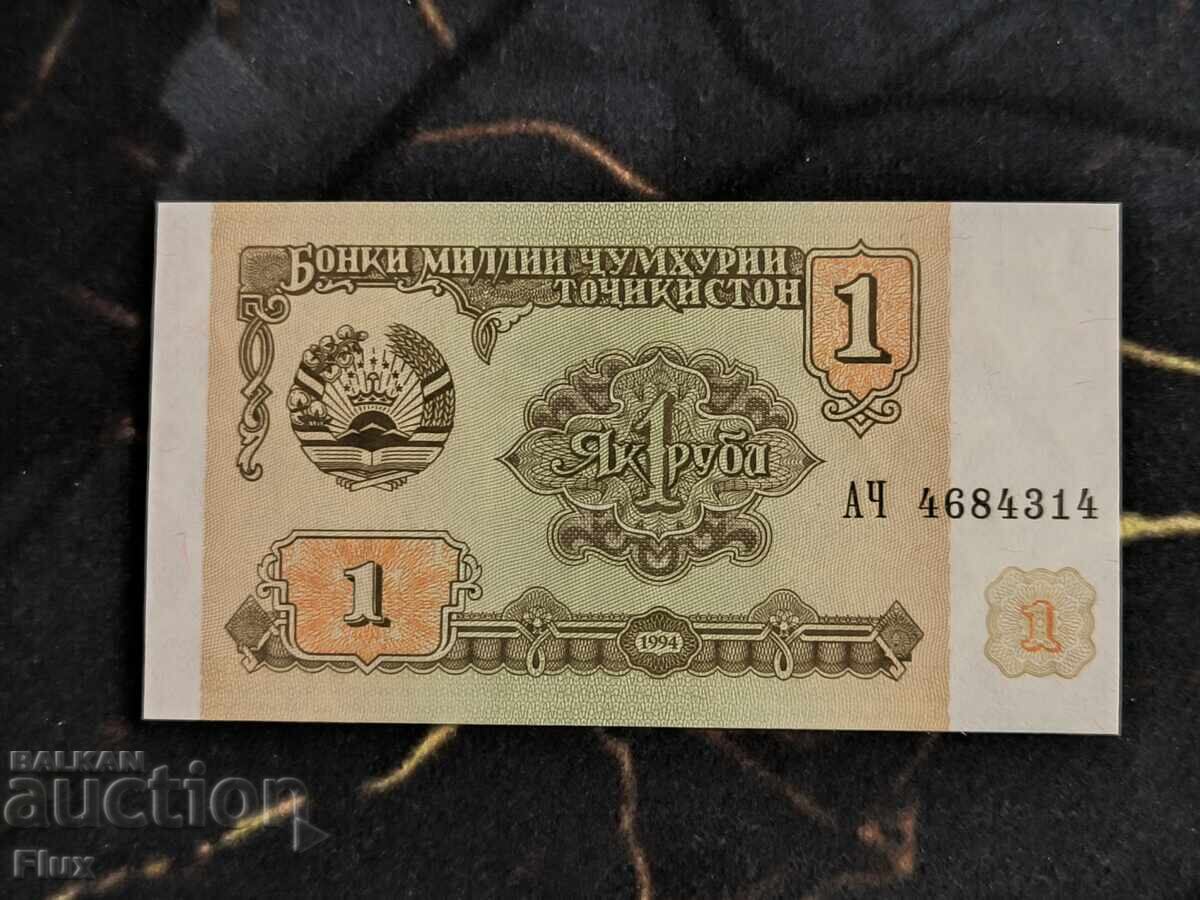 БОНКИ МИЛЛИИ ҶУМҲУРИИ
ТОҶИКИСТОН
1
1
ЯК РУБЛ
АЧ 4684314
1
1994
1
BALKAN
auction
Flux